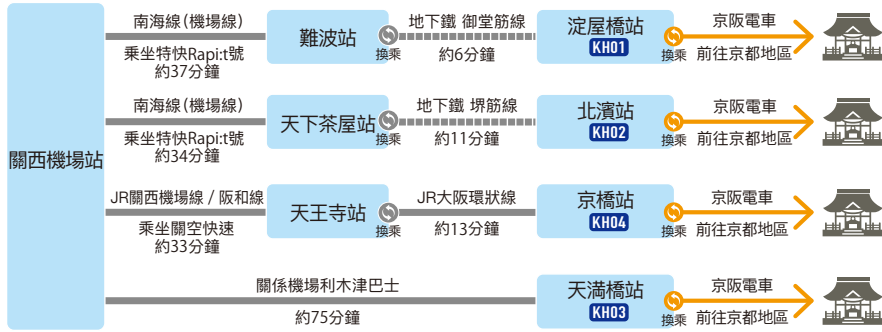 關西機場站
南海線(機場線)
乘坐特快Rapi:t號
約37分鐘
難波站
換乘
地下鐵 御堂筋線
約6分鐘
淀屋橋站
KH01
換乘
京阪電車
前往京都地區
南海線(機場線)
乘坐特快Rapi:t號
約34分鐘
天下茶屋站
換乘
地下鐵 堺筋線
約11分鐘
北濱站
KH02
換乘
京阪電車
前往京都地區
JR關西機場線 / 阪和線
乘坐關空快速
約33分鐘
天王寺站
換乘
JR大阪環狀線
約13分鐘
京橋站
KH04
換乘
京阪電車
前往京都地區
關係機場利木津巴士
約75分鐘
天満橋站
KH03
換乘
京阪電車
前往京都地區